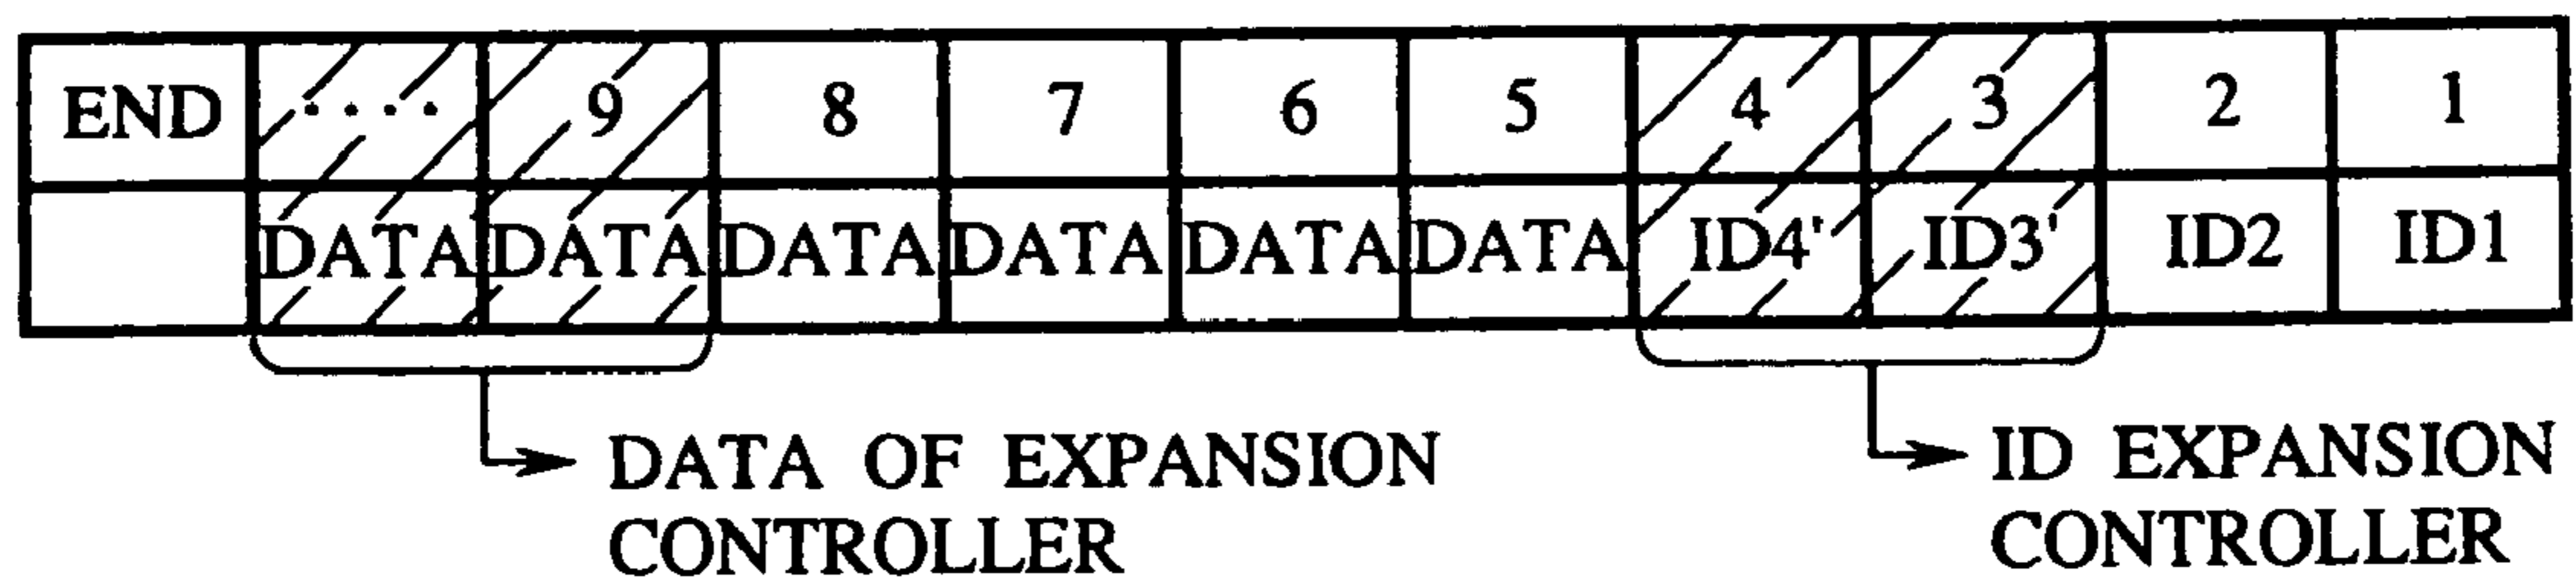 END .... 9 8 7 6 5 4 3 2 1
DATA DATA DATA DATA DATA DATA ID4' ID3' ID2 ID1
DATA OF EXPANSION
CONTROLLER
ID EXPANSION
CONTROLLER